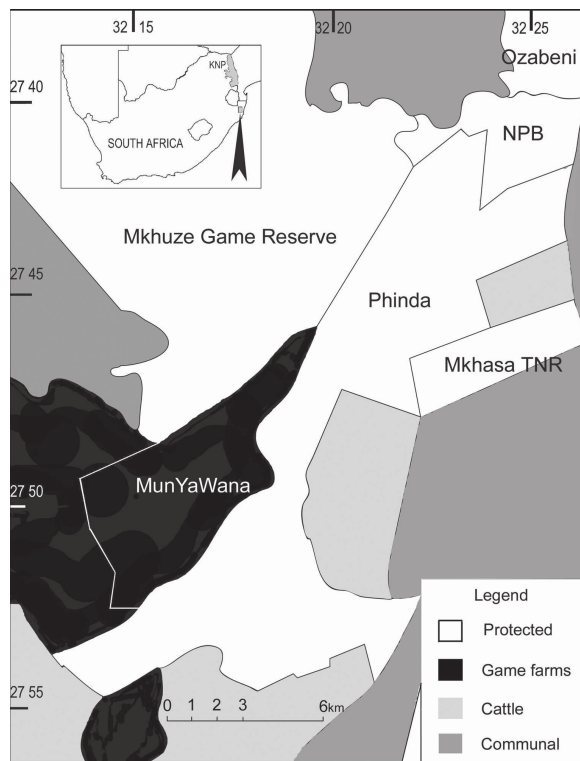 32 15
32 20
32 25
27 40
27 45
27 50
27 55
KNP
SOUTH AFRICA
Ozabeni
NPB
Mkhuze Game Reserve
Phinda
Mkhasa TNR
MunYaWana
0 1 2 3 6km
Legend
Protected
Game farms
Cattle
Communal